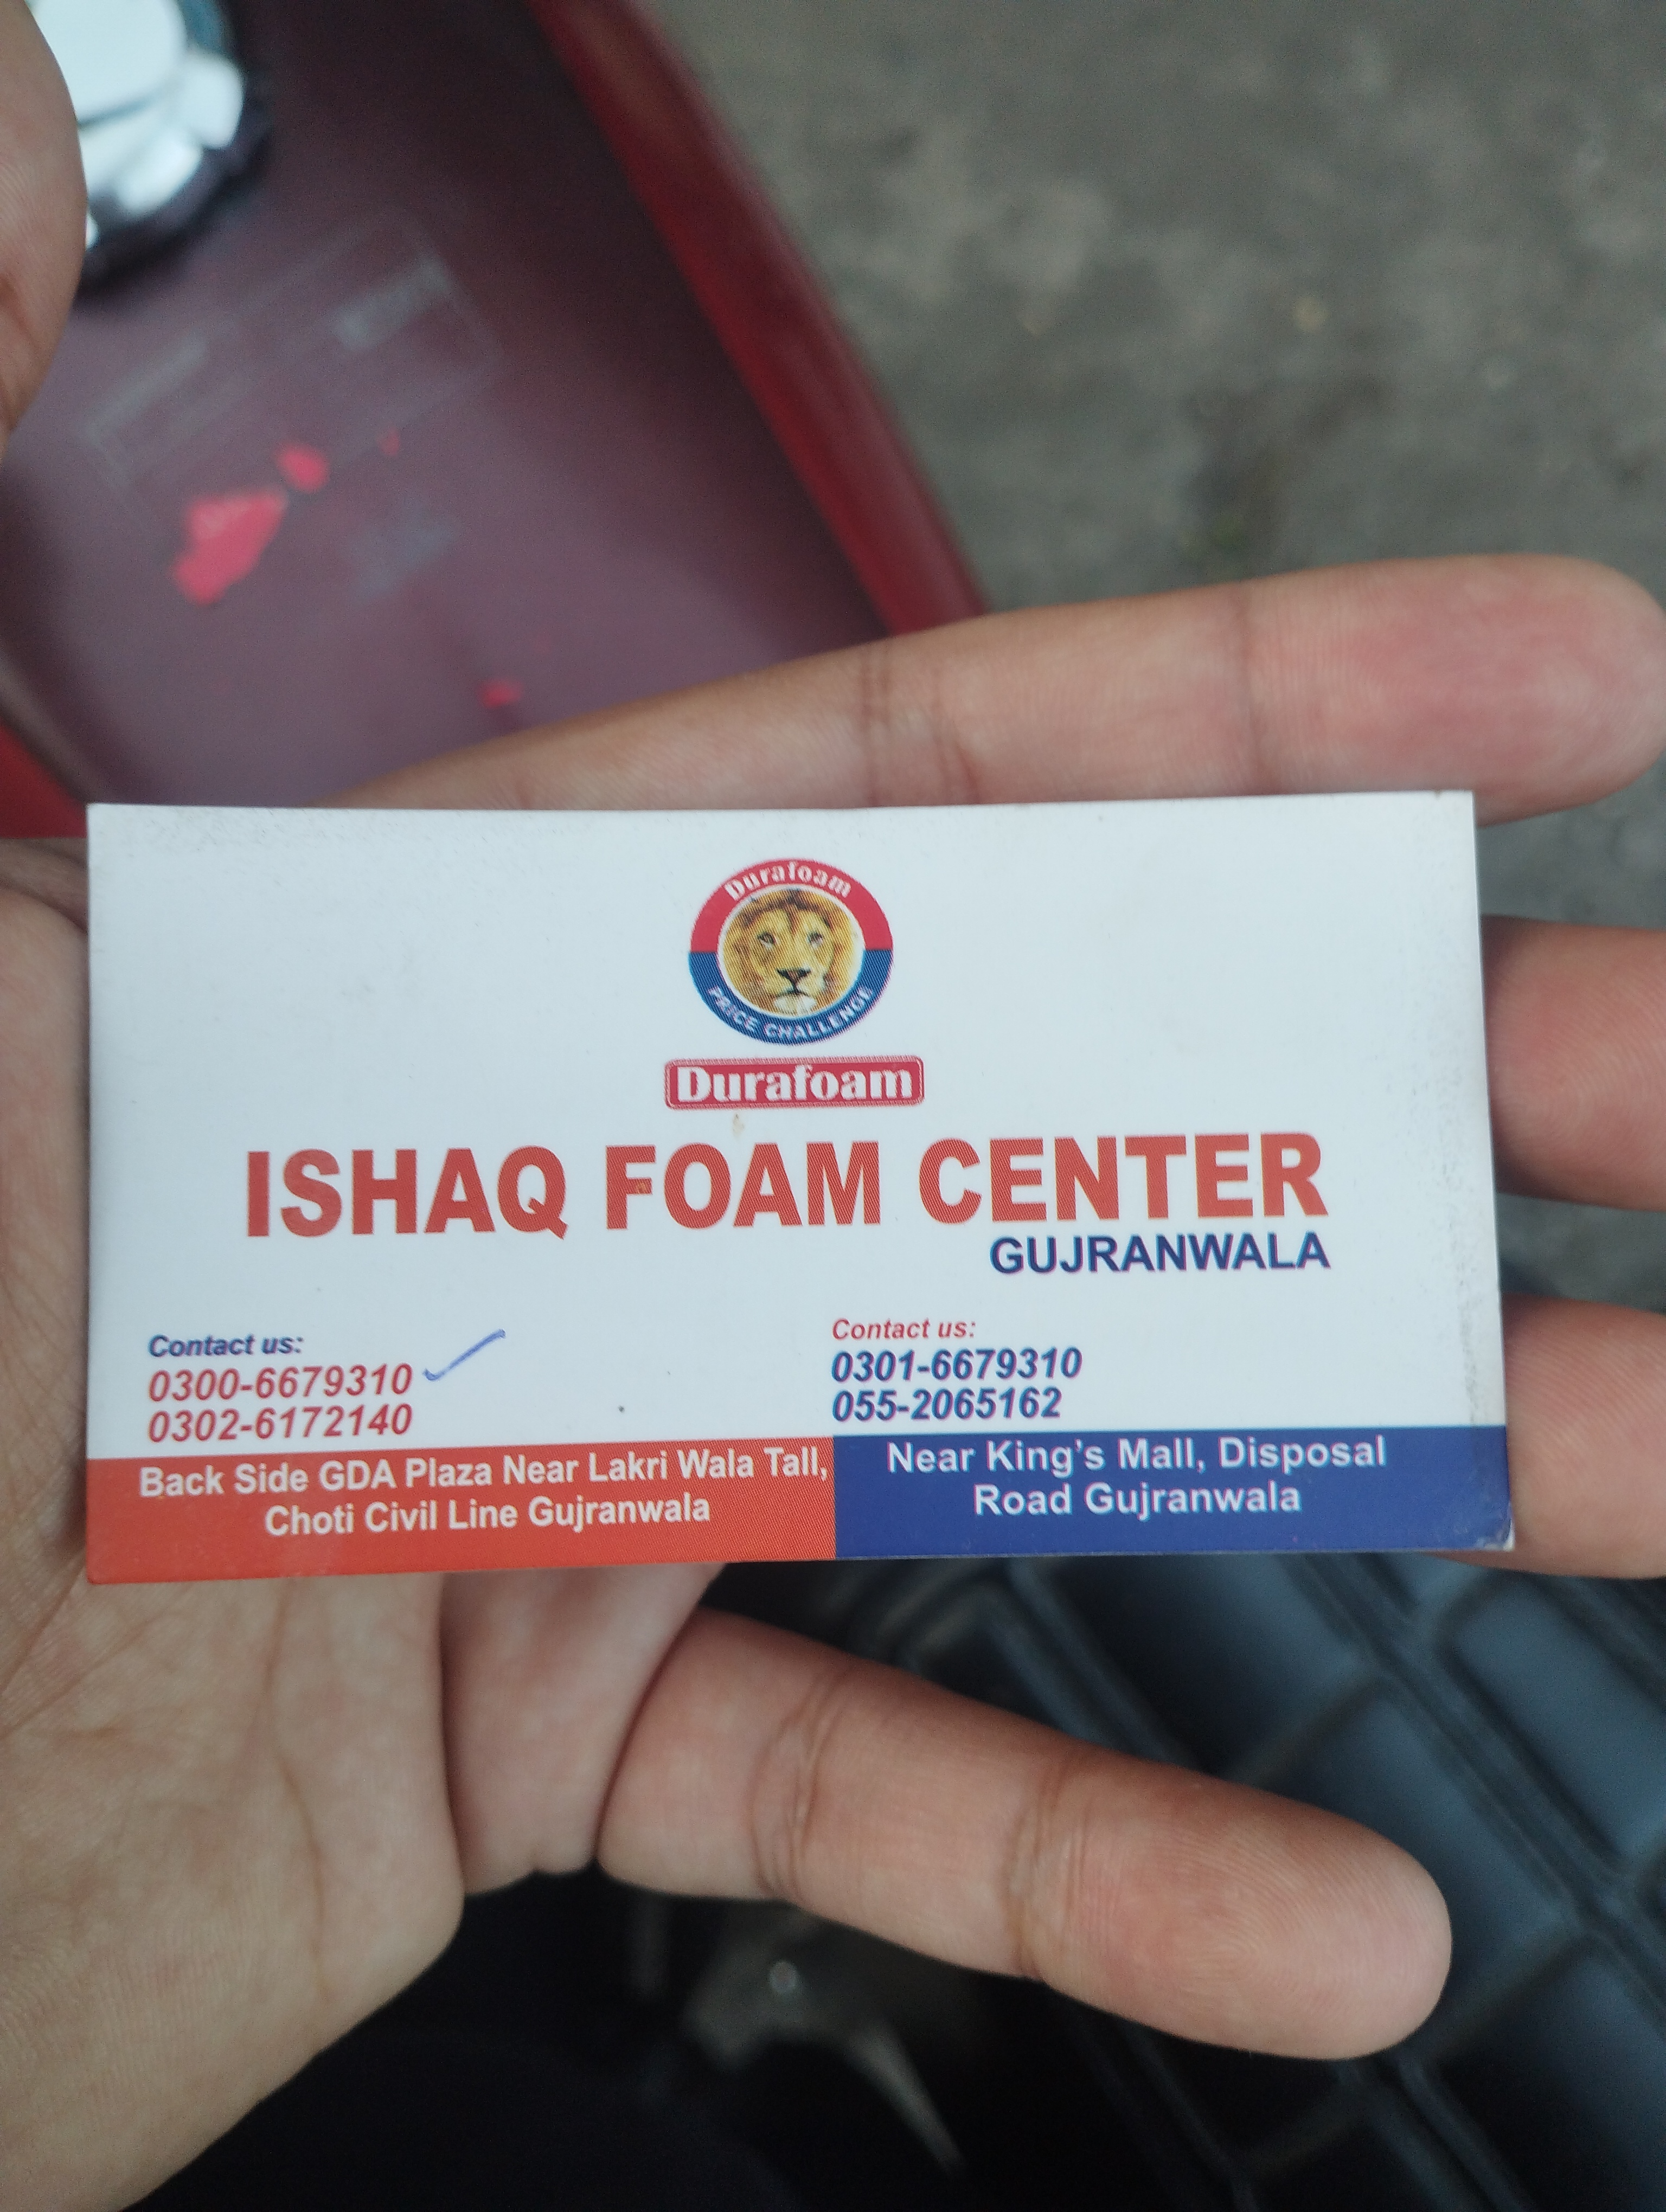 Durafoam
PRICE CHALLENGE
Durafoam
ISHAQ FOAM CENTER
GUJRANWALA
Contact us:
0300-6679310
0302-6172140
Back Side GDA Plaza Near Lakri Wala Tall,
Choti Civil Line Gujranwala
Contact us:
0301-6679310
055-2065162
Near King's Mall, Disposal
Road Gujranwala